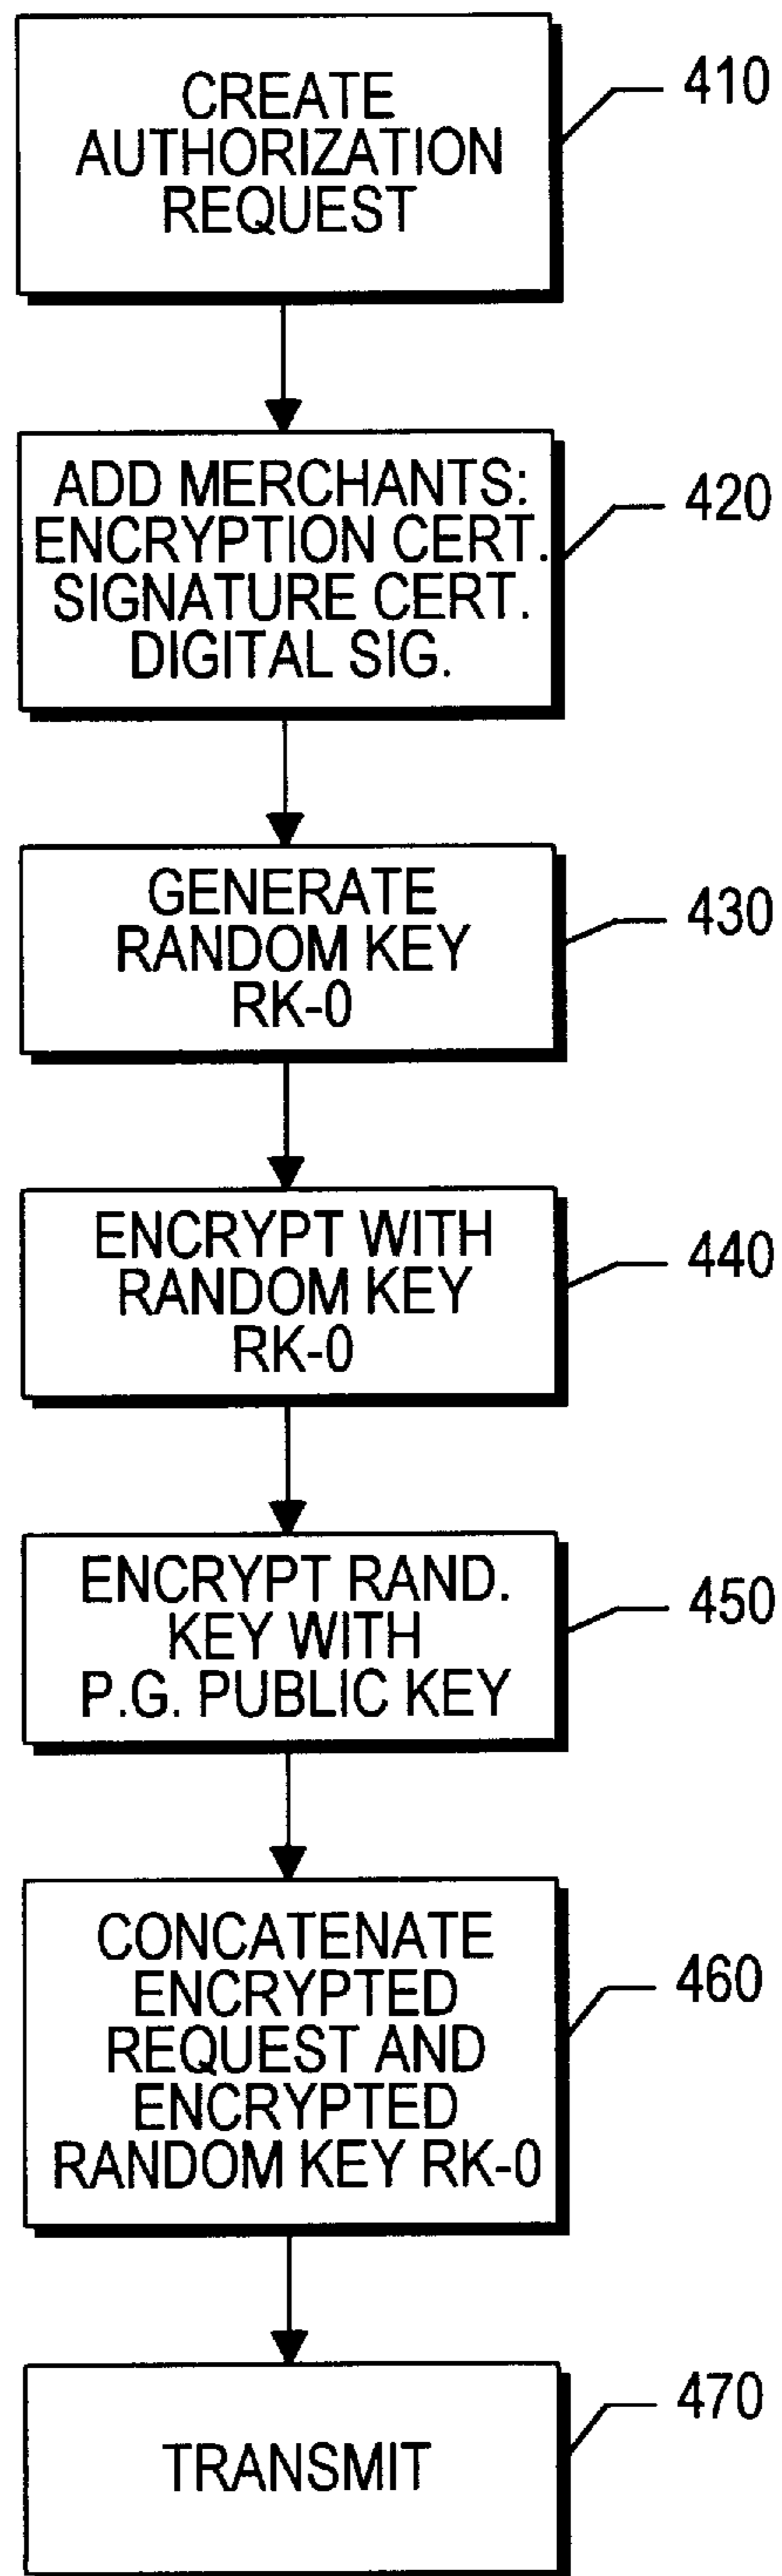 CREATE
AUTHORIZATION
REQUEST
410
ADD MERCHANTS:
ENCRYPTION CERT.
SIGNATURE CERT.
DIGITAL SIG.
420
GENERATE
RANDOM KEY
RK-0
430
ENCRYPT WITH
RANDOM KEY
RK-0
440
ENCRYPT RAND.
KEY WITH
P.G. PUBLIC KEY
450
CONCATENATE
ENCRYPTED
REQUEST AND
ENCRYPTED
RANDOM KEY RK-0
460
TRANSMIT
470